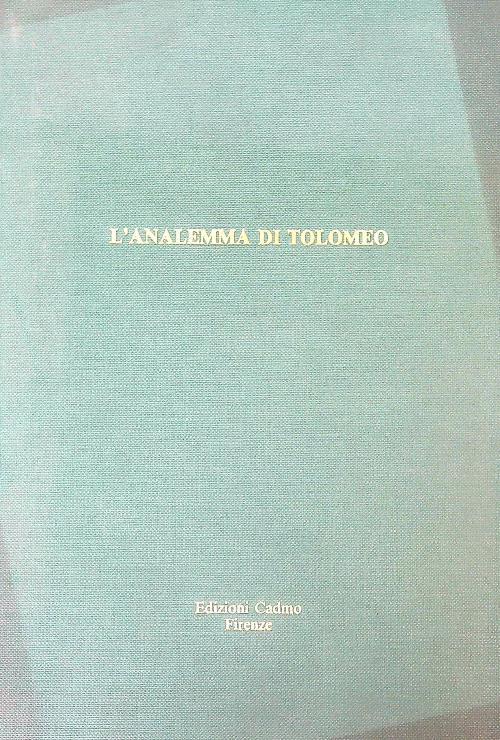 L'ANALEMMA DI TOLOMEO
Edizioni Cadmo
Firenze